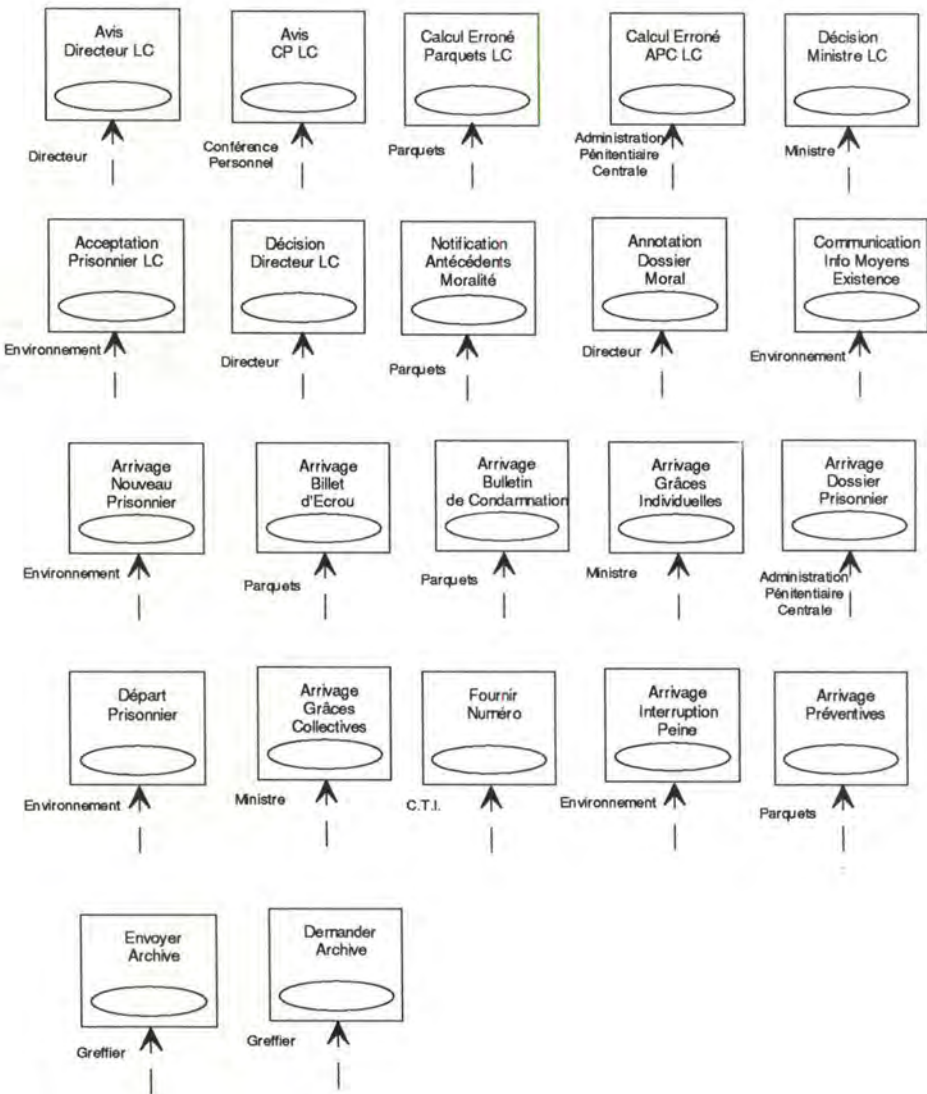 Avis
Directeur LC
Avis
CP LC
Calcul Erroné
Parquets LC
Calcul Erroné
APC LC
Décision
Ministre LC
Directeur
Conférence
Personnel
Parquets
Administration
Pénitentiaire
Centrale
Ministre
Acceptation
Prisonnier LC
Décision
Directeur LC
Notification
Antécédents
Moralité
Annotation
Dossier
Moral
Communication
Info Moyens
Existence
Environnement
Directeur
Parquets
Directeur
Environnement
Arrivage
Nouveau
Prisonnier
Arrivage
Billet
d'Ecrou
Arrivage
Bulletin
de Condamnation
Arrivage
Grâces
Individuelles
Arrivage
Dossier
Prisonnier
Environnement
Parquets
Parquets
Ministre
Administration
Pénitentiaire
Centrale
Départ
Prisonnier
Arrivage
Grâces
Collectives
Fournir
Numéro
Arrivage
Interruption
Peine
Arrivage
Préventives
Environnement
Ministre
C.T.I.
Environnement
Parquets
Envoyer
Archive
Demander
Archive
Greffier
Greffier